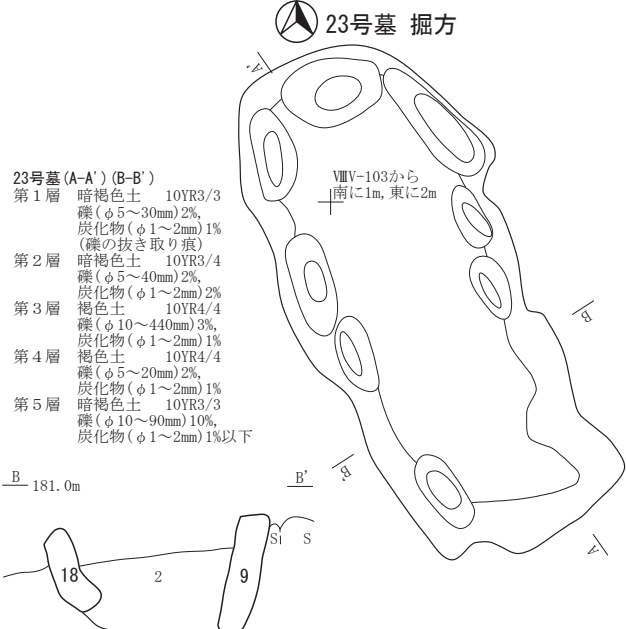 23号墓 掘方
A'
23号墓(A-A')(B-B')
第1層 暗褐色土 10YR3/3
礫(φ5～30mm)2%,
炭化物(φ1～2mm)1%
(礫の抜き取り痕)
第2層 暗褐色土 10YR3/4
礫(φ5～40mm)2%,
炭化物(φ1～2mm)2%
第3層 褐色土 10YR4/4
礫(φ10～440mm)3%,
炭化物(φ1～2mm)1%
第4層 褐色土 10YR4/4
礫(φ5～20mm)2%,
炭化物(φ1～2mm)1%
第5層 暗褐色土 10YR3/3
礫(φ10～90mm)10%,
炭化物(φ1～2mm)1%以下
ⅧV-103から
南に1m,東に2m
B
B'
A
B 181.0m B'
S S
18 2 9